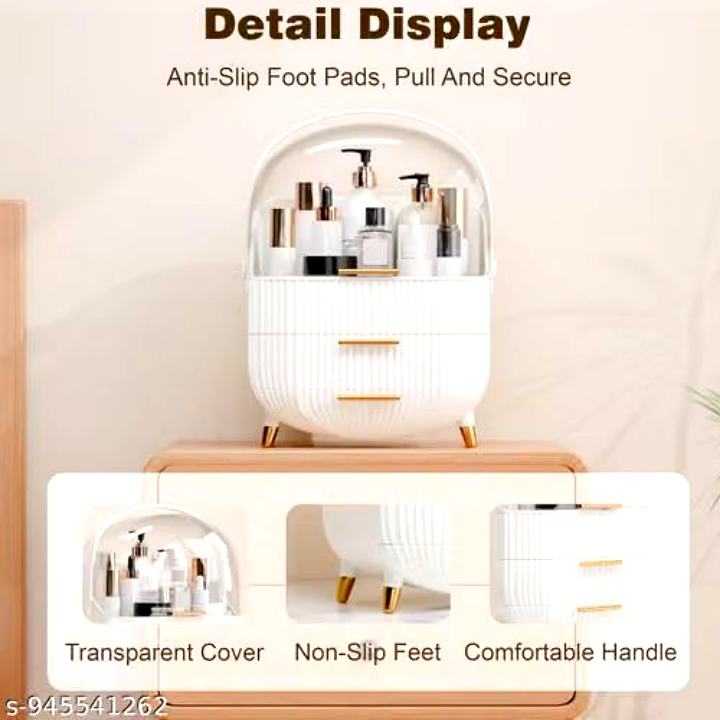 Detail Display
Anti-Slip Foot Pads, Pull And Secure
Transparent Cover
Non-Slip Feet
Comfortable Handle
s-945541262